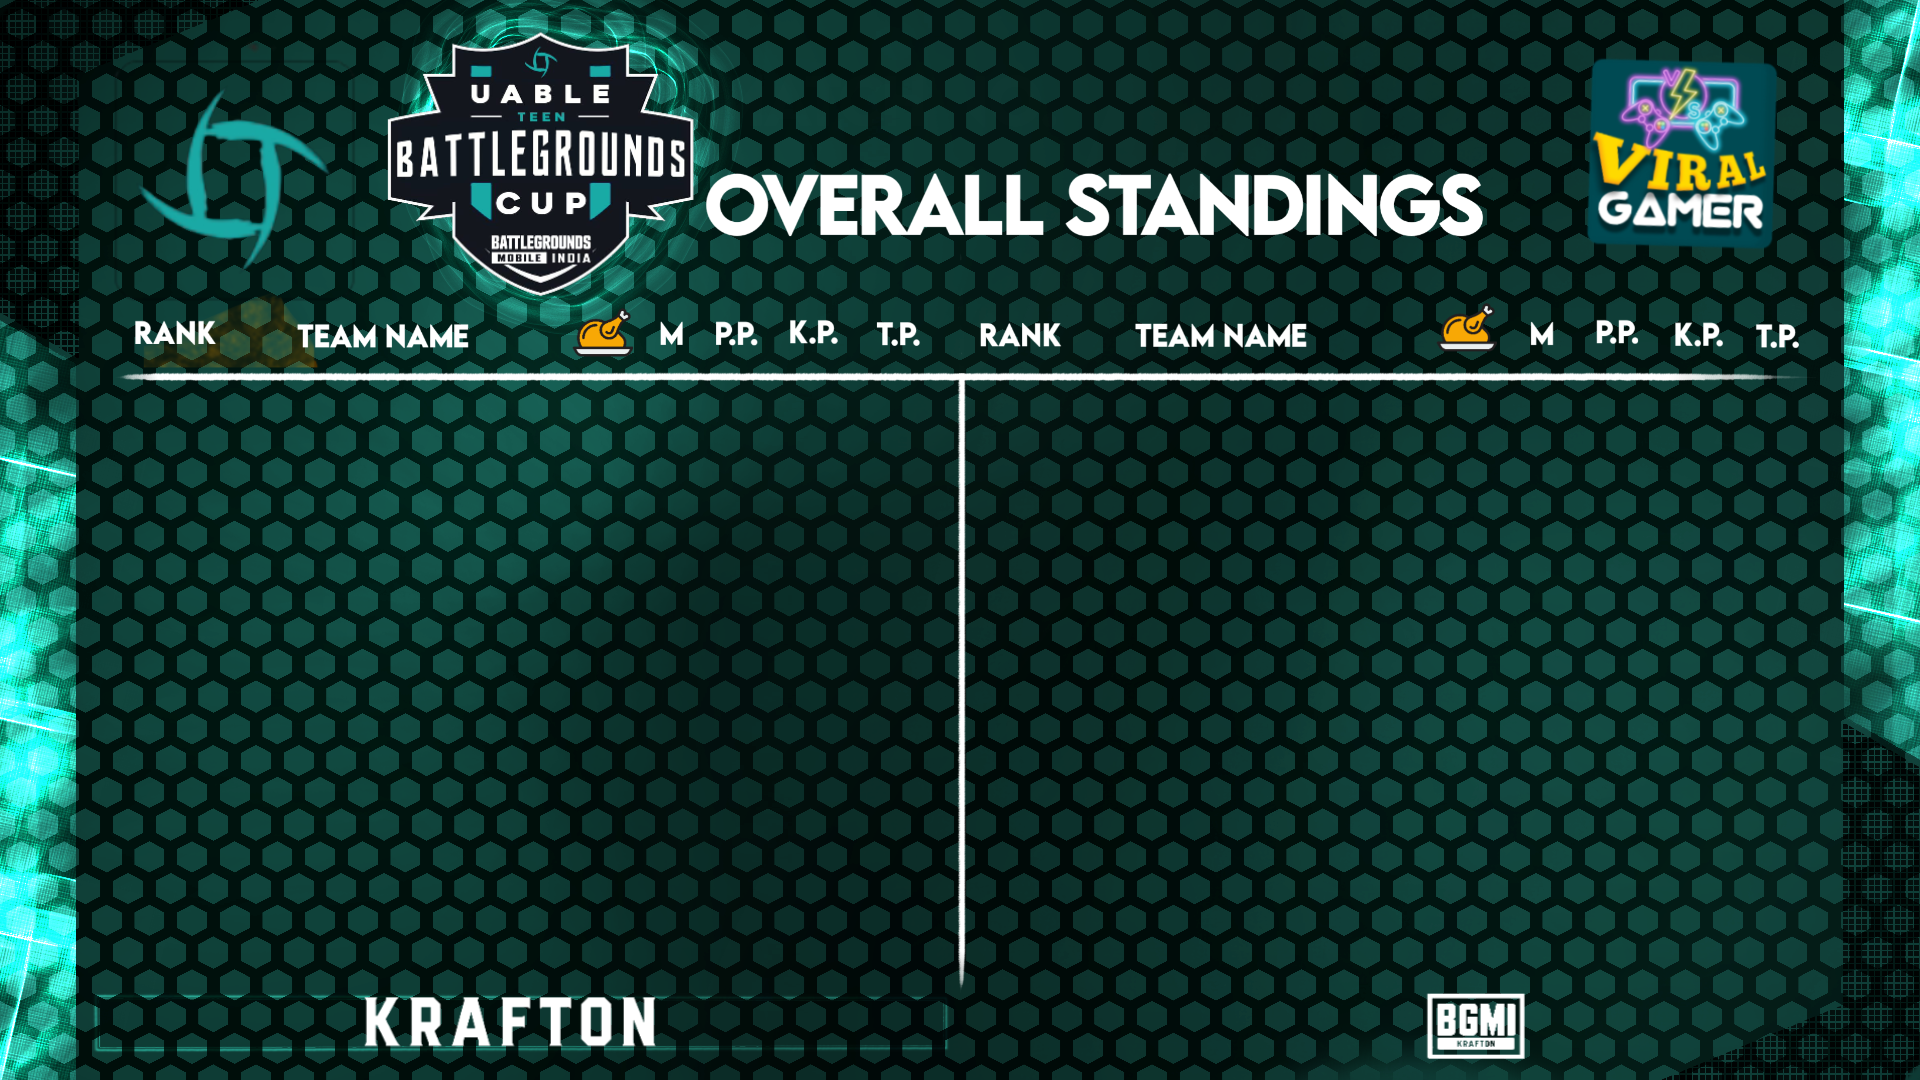 UABLE
TEEN
BATTLEGROUNDS
CUP
BATTLEGROUNDS
MOBILE INDIA
OVERALL STANDINGS
VS
VIRAL
GAMER
RANK TEAM NAME M P.P. K.P. T.P. RANK TEAM NAME M P.P. K.P. T.P.
KRAFTON
BGMI
KRAFTON